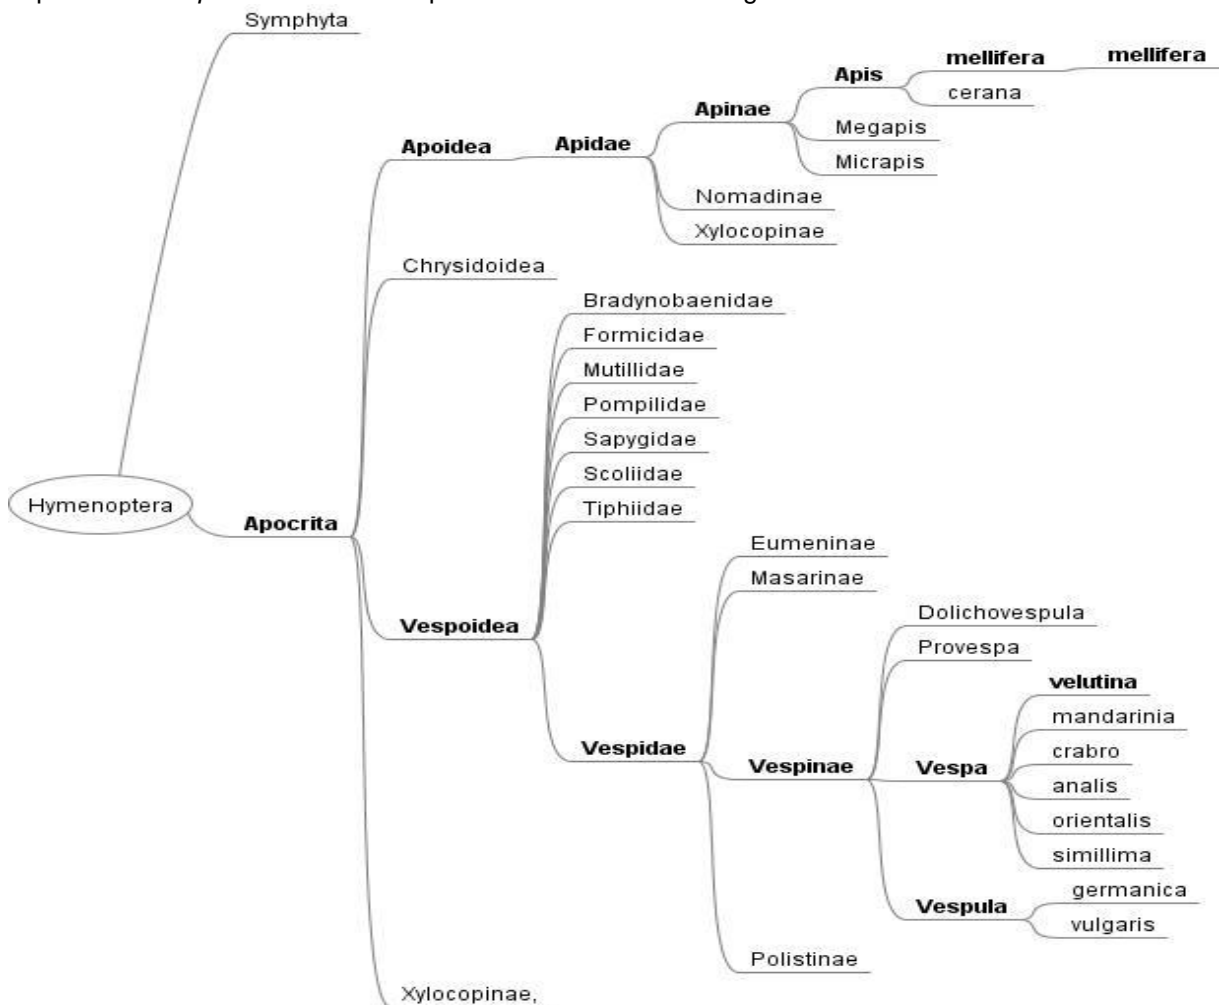 Symphyta
mellifera
mellifera
Apis
cerana
Apinae
Megapis
Apoidea
Apidae
Micrapis
Nomadinae
Xylocopinae
Chrysidoidea
Bradynobaenidae
Formicidae
Mutillidae
Pompilidae
Sapygidae
Scoliidae
Hymenoptera
Tiphiidae
Apocrita
Eumeninae
Masarinae
Dolichovespula
Vespoidea
Provespa
velutina
mandarinia
Vespidae
crabro
Vespinae
Vespa
analis
orientalis
simillima
germanica
Vespula
vulgaris
Polistinae
Xylocopinae,